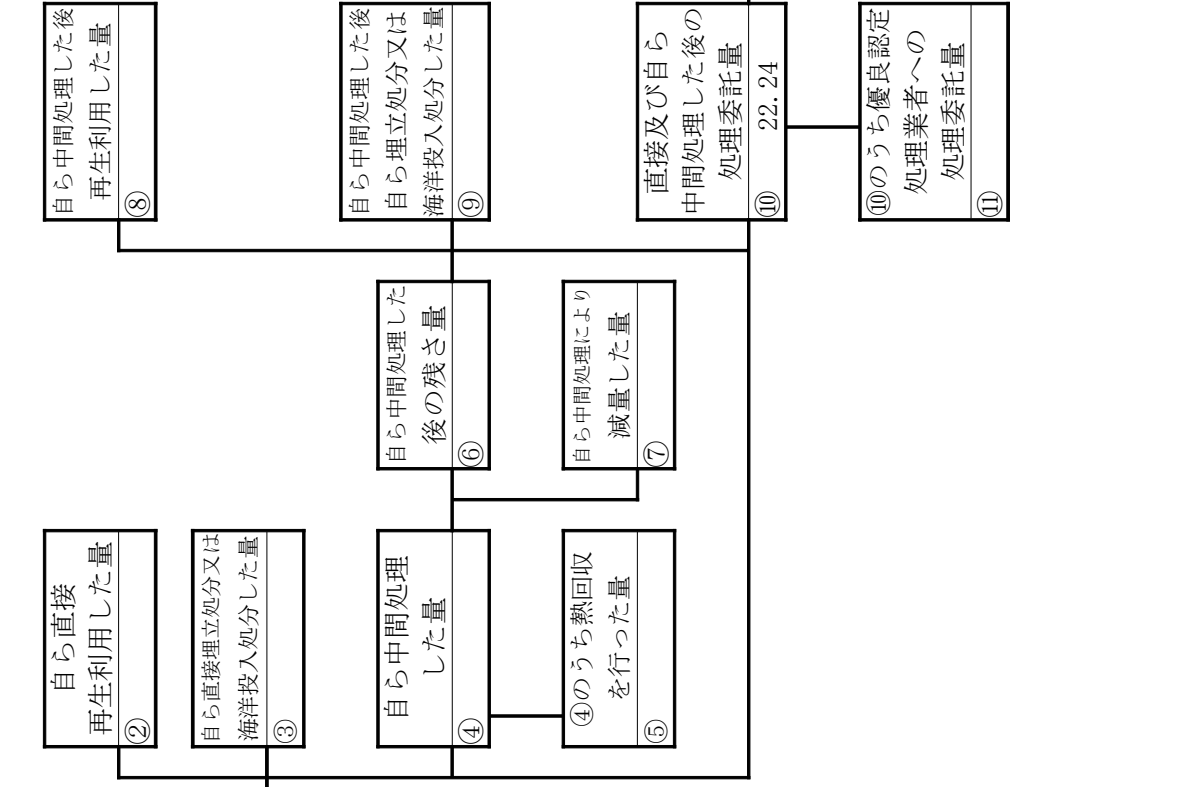 自ら直接
再生利用した量
②
自ら直接埋立処分又は
海洋投入処分した量
③
自ら中間処理
した量
④
④のうち熱回収
を行った量
⑤
自ら中間処理した
後の残さ量
⑥
自ら中間処理により
減量した量
⑦
自ら中間処理した後
再生利用した量
⑧
自ら中間処理した後
自ら埋立処分又は
海洋投入処分した量
⑨
直接及び自ら
中間処理した後の
処理委託量
⑩ 22.24
⑩のうち優良認定
処理業者への
処理委託量
⑪